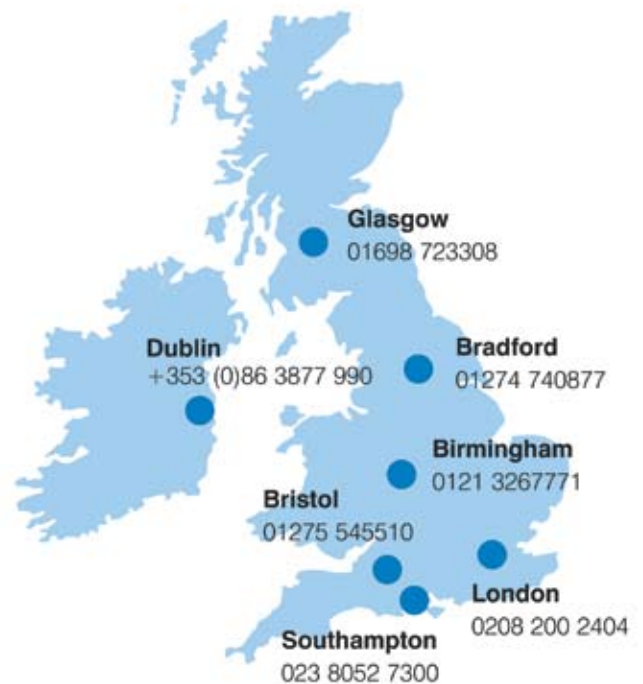 Glasgow
01698 723308
Dublin
+353 (0)86 3877 990
Bradford
01274 740877
Birmingham
0121 3267771
Bristol
01275 545510
London
0208 200 2404
Southampton
023 8052 7300